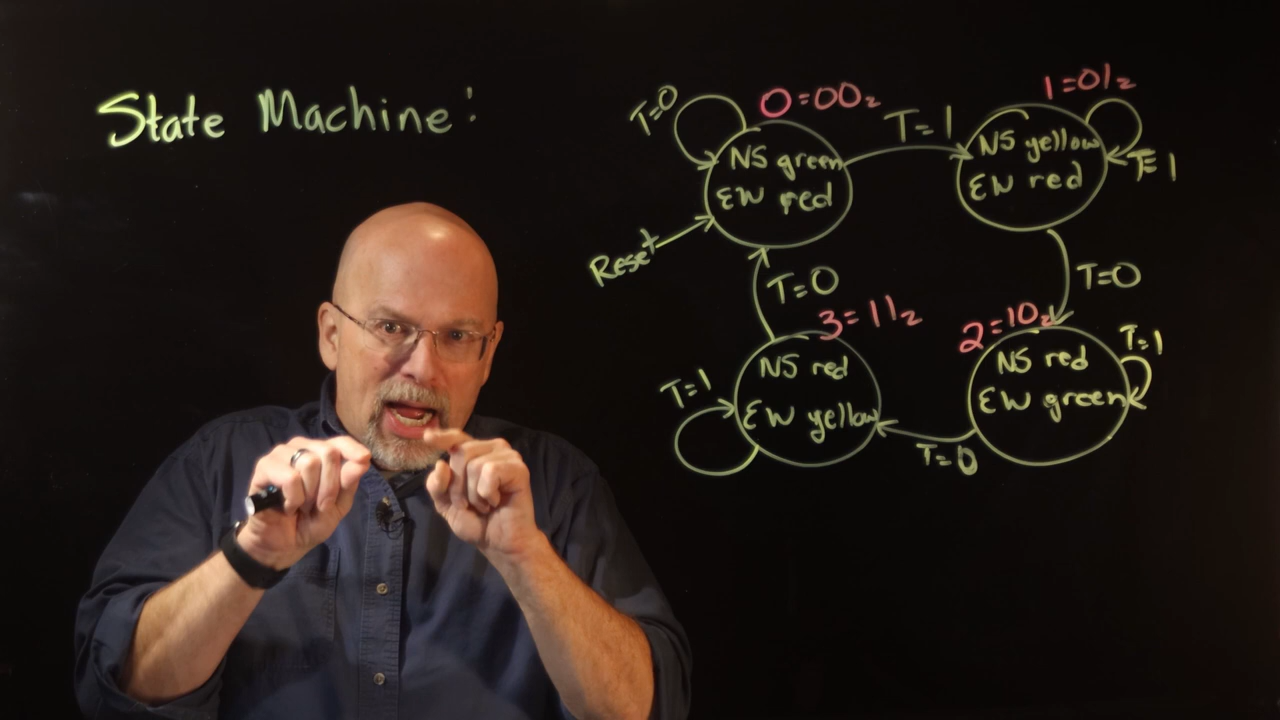 State Machine:
T=0
0=00₂
NS green
EW red
Reset
T=1
1=01₂
NS yellow
EW red
T=1
T=0
2=10₂
NS red
EW green
T=1
T=0
3=11₂
NS red
EW yellow
T=1
T=0